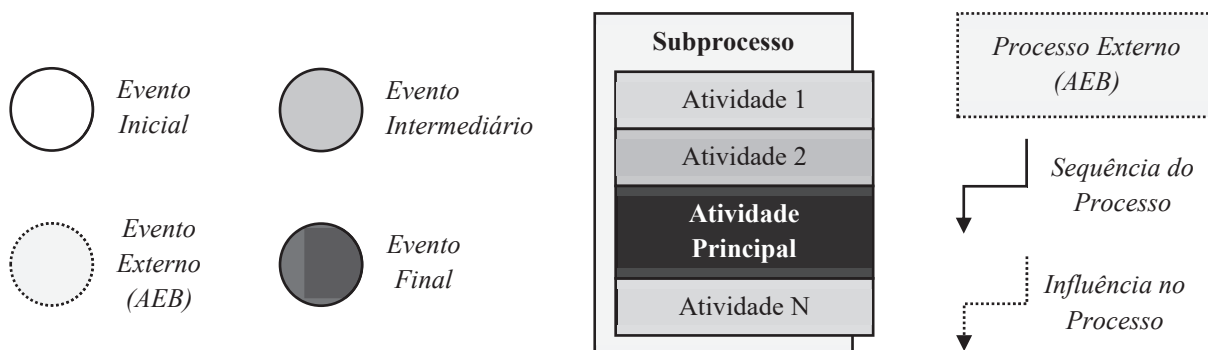 Evento
Inicial
Evento
Intermediário
Evento
Externo
(AEB)
Evento
Final
Subprocesso
Atividade 1
Atividade 2
Atividade
Principal
Atividade N
Processo Externo
(AEB)
Sequência do
Processo
Influência no
Processo